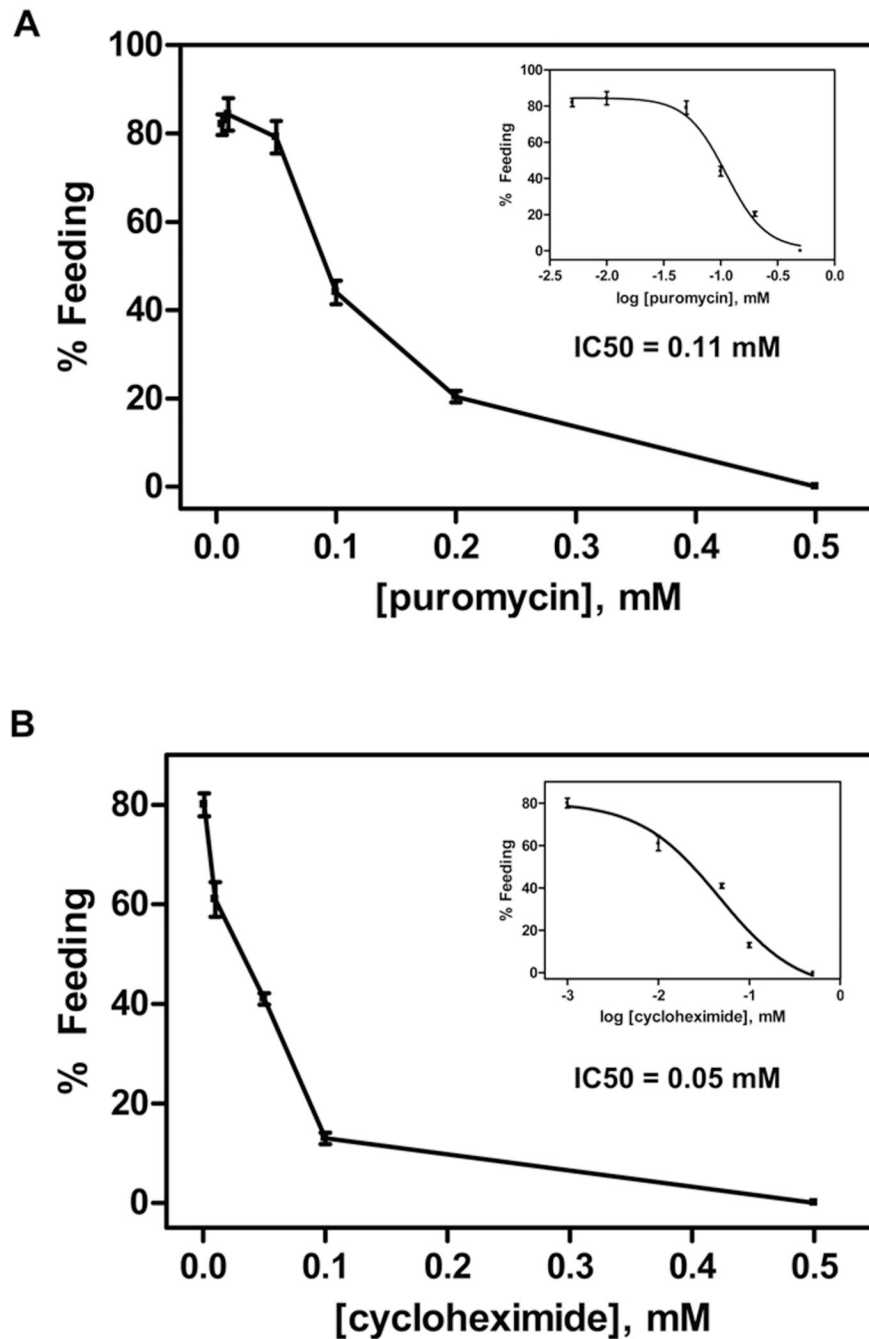 A
100
80
60
40
20
0
% Feeding
0.0 0.1 0.2 0.3 0.4 0.5
[puromycin], mM
100
80
60
40
20
0
% Feeding
-2.5 -2.0 -1.5 -1.0 -0.5 0.0
log [puromycin], mM
IC50 = 0.11 mM
B
80
60
40
20
0
% Feeding
0.0 0.1 0.2 0.3 0.4 0.5
[cycloheximide], mM
80
60
40
20
0
% Feeding
-3 -2 -1 0
log [cycloheximide], mM
IC50 = 0.05 mM